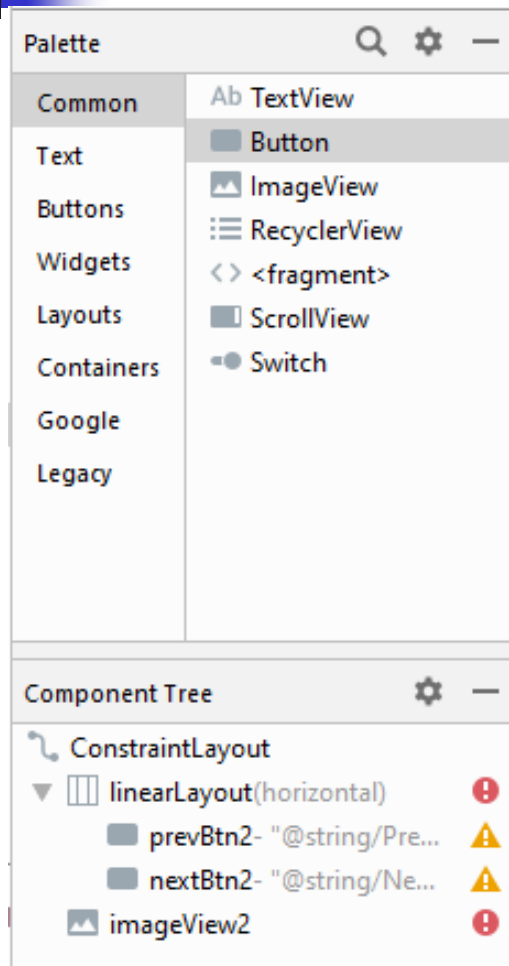 Palette
Common
Text
Buttons
Widgets
Layouts
Containers
Google
Legacy
Ab TextView
Button
ImageView
RecyclerView
<> <fragment>
ScrollView
Switch
Component Tree
ConstraintLayout
linearLayout(horizontal)
prevBtn2- "@string/Pre...
nextBtn2- "@string/Ne...
imageView2